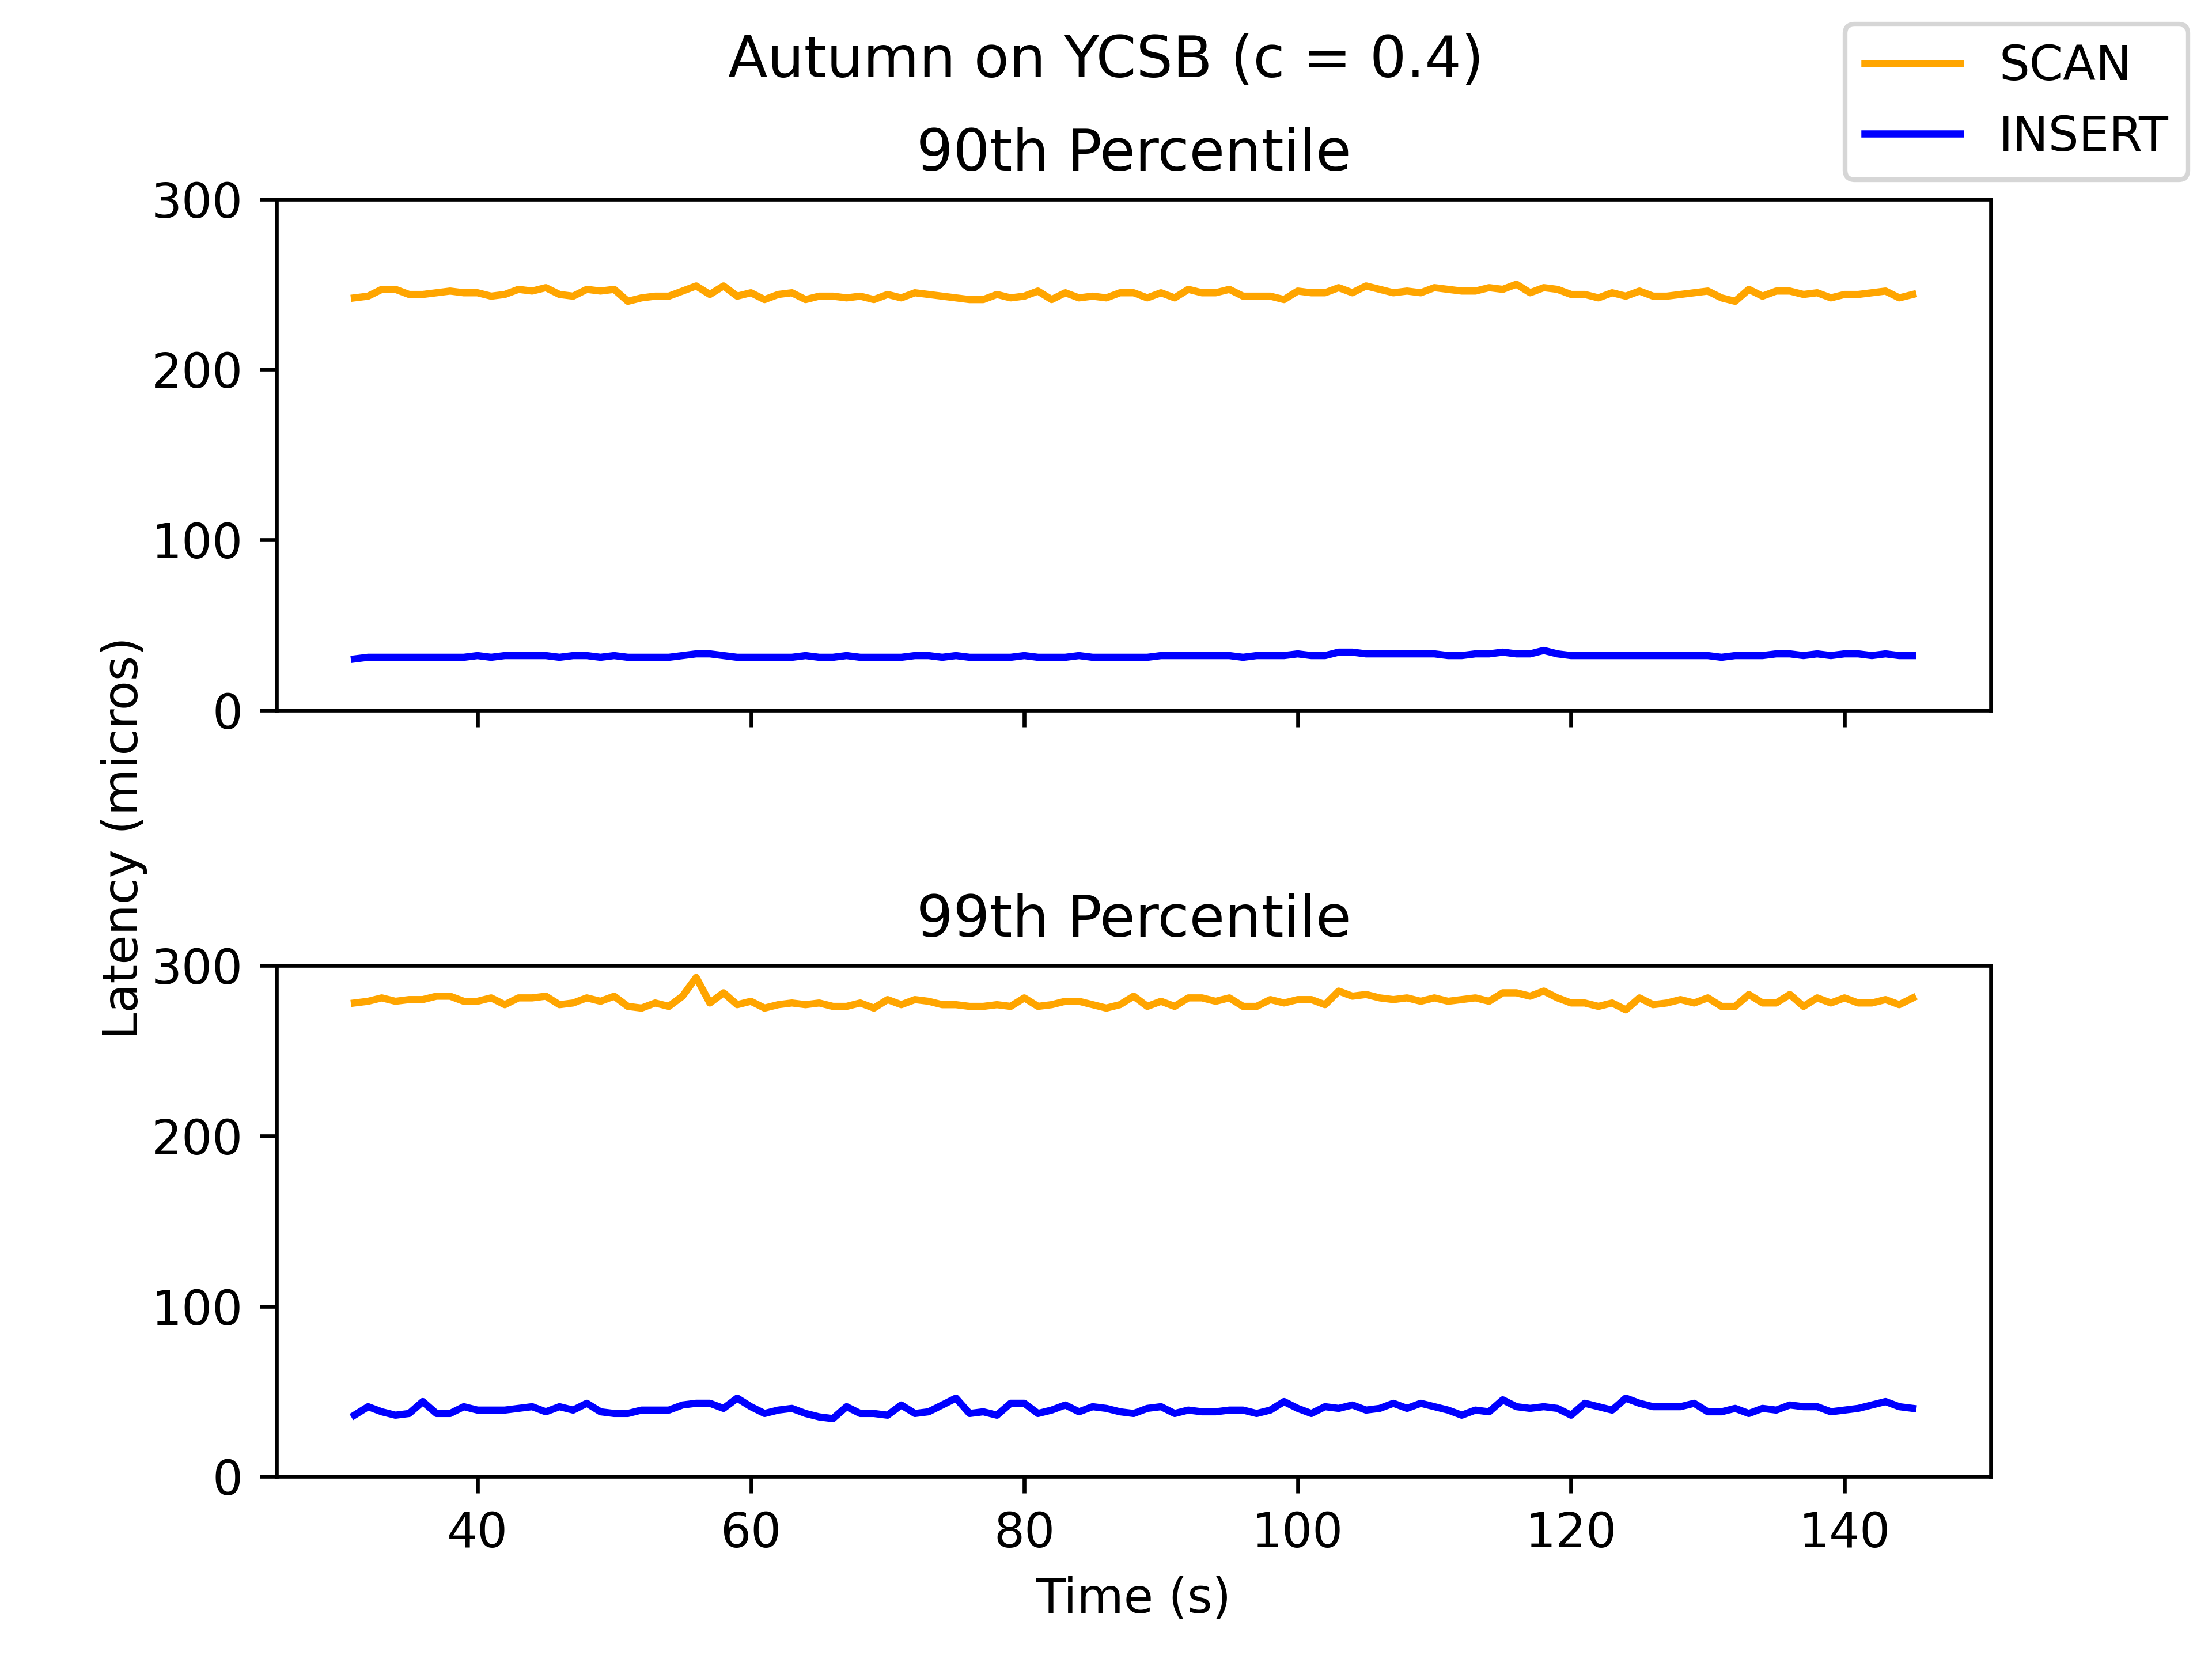 Autumn on YCSB (c = 0.4)
SCAN
INSERT
90th Percentile
300
200
100
0
Latency (micros)
99th Percentile
300
200
100
0
40 60 80 100 120 140
Time (s)